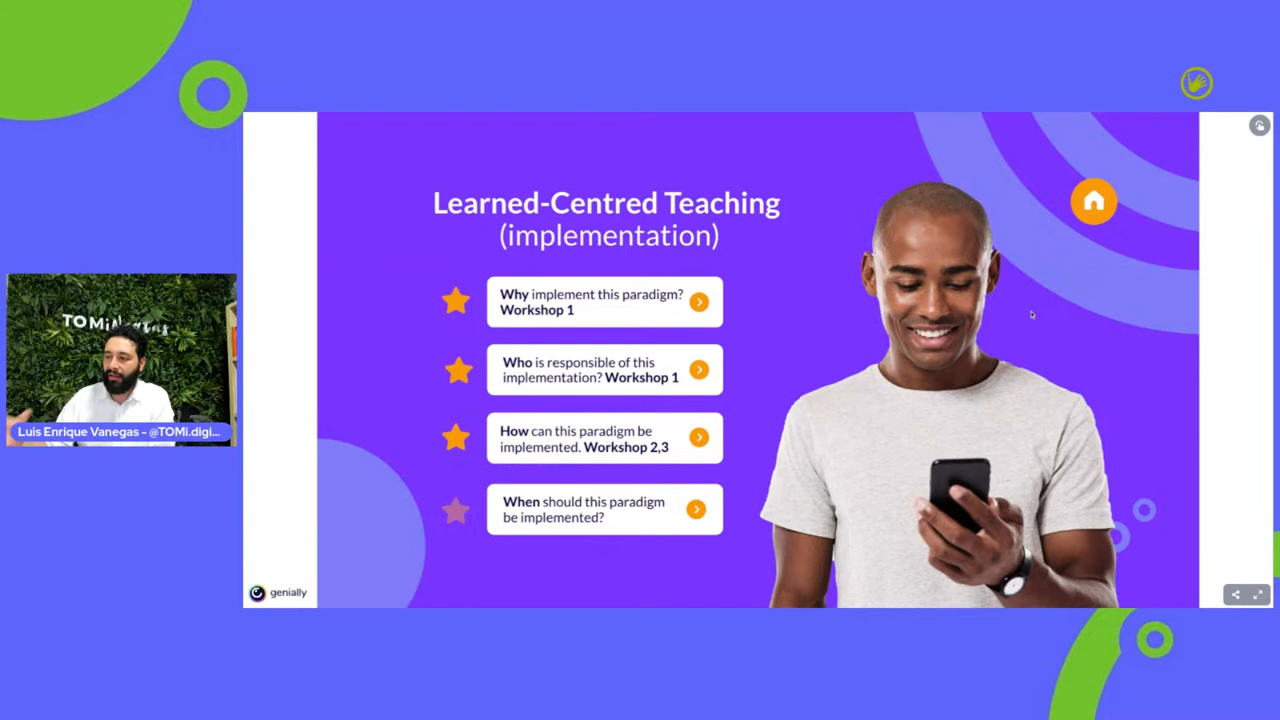 Learned-Centred Teaching
(implementation)
Why implement this paradigm?
Workshop 1
Who is responsible of this
implementation? Workshop 1
How can this paradigm be
implemented. Workshop 2,3
When should this paradigm
be implemented?
Luis Enrique Vanegas - @TOMi.digi...
genially